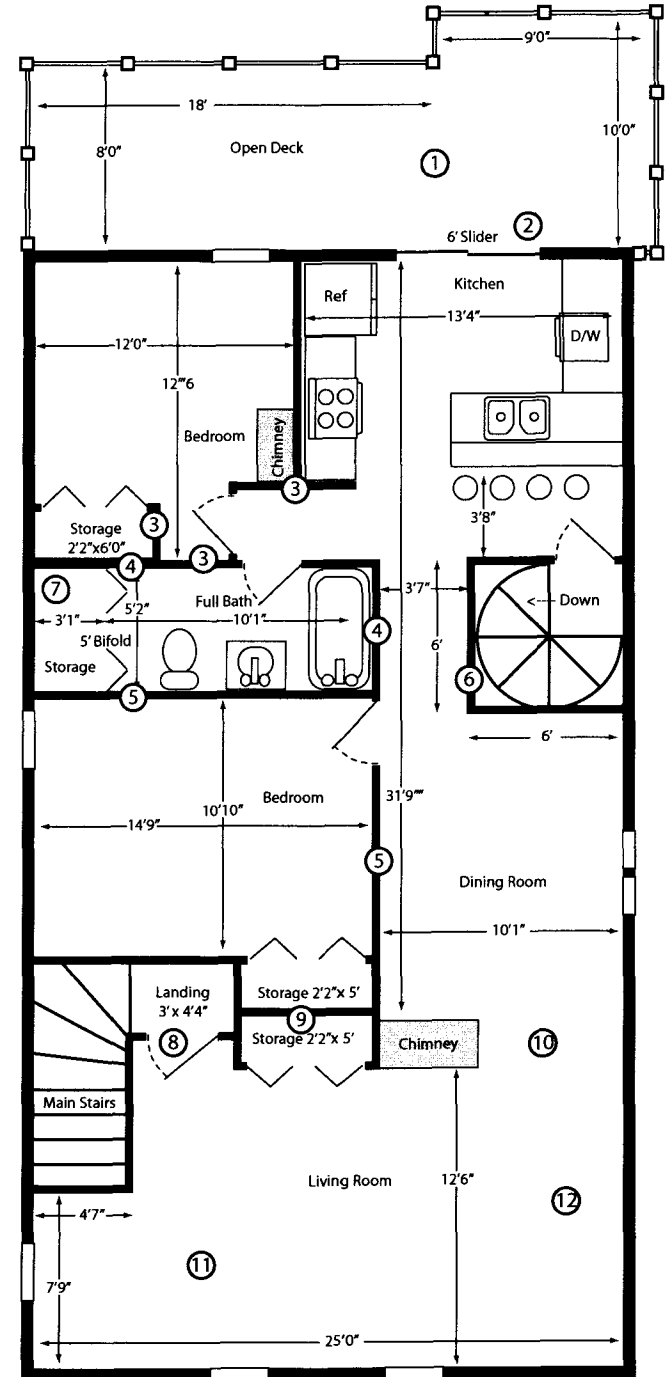 9'0"
18'
8'0"
Open Deck
10'0"
1
2
6' Slider
Kitchen
Ref
13'4"
D/W
12'0"
12'"6
Bedroom
Chimney
3
3'8"
Storage
2'2"x6'0"
3
3
4
7
5'2"
Full Bath
3'7"
Down
3'1"
10'1"
4
6'
5' Bifold
Storage
5
6
6'
Bedroom
10'10"
14'9"
31'9""
5
Dining Room
10'1"
Landing
3' x 4'4"
Storage 2'2"x 5'
9
8
Storage 2'2"x 5'
Chimney
10
Main Stairs
Living Room
12'6"
12
4'7"
11
7'9"
25'0"